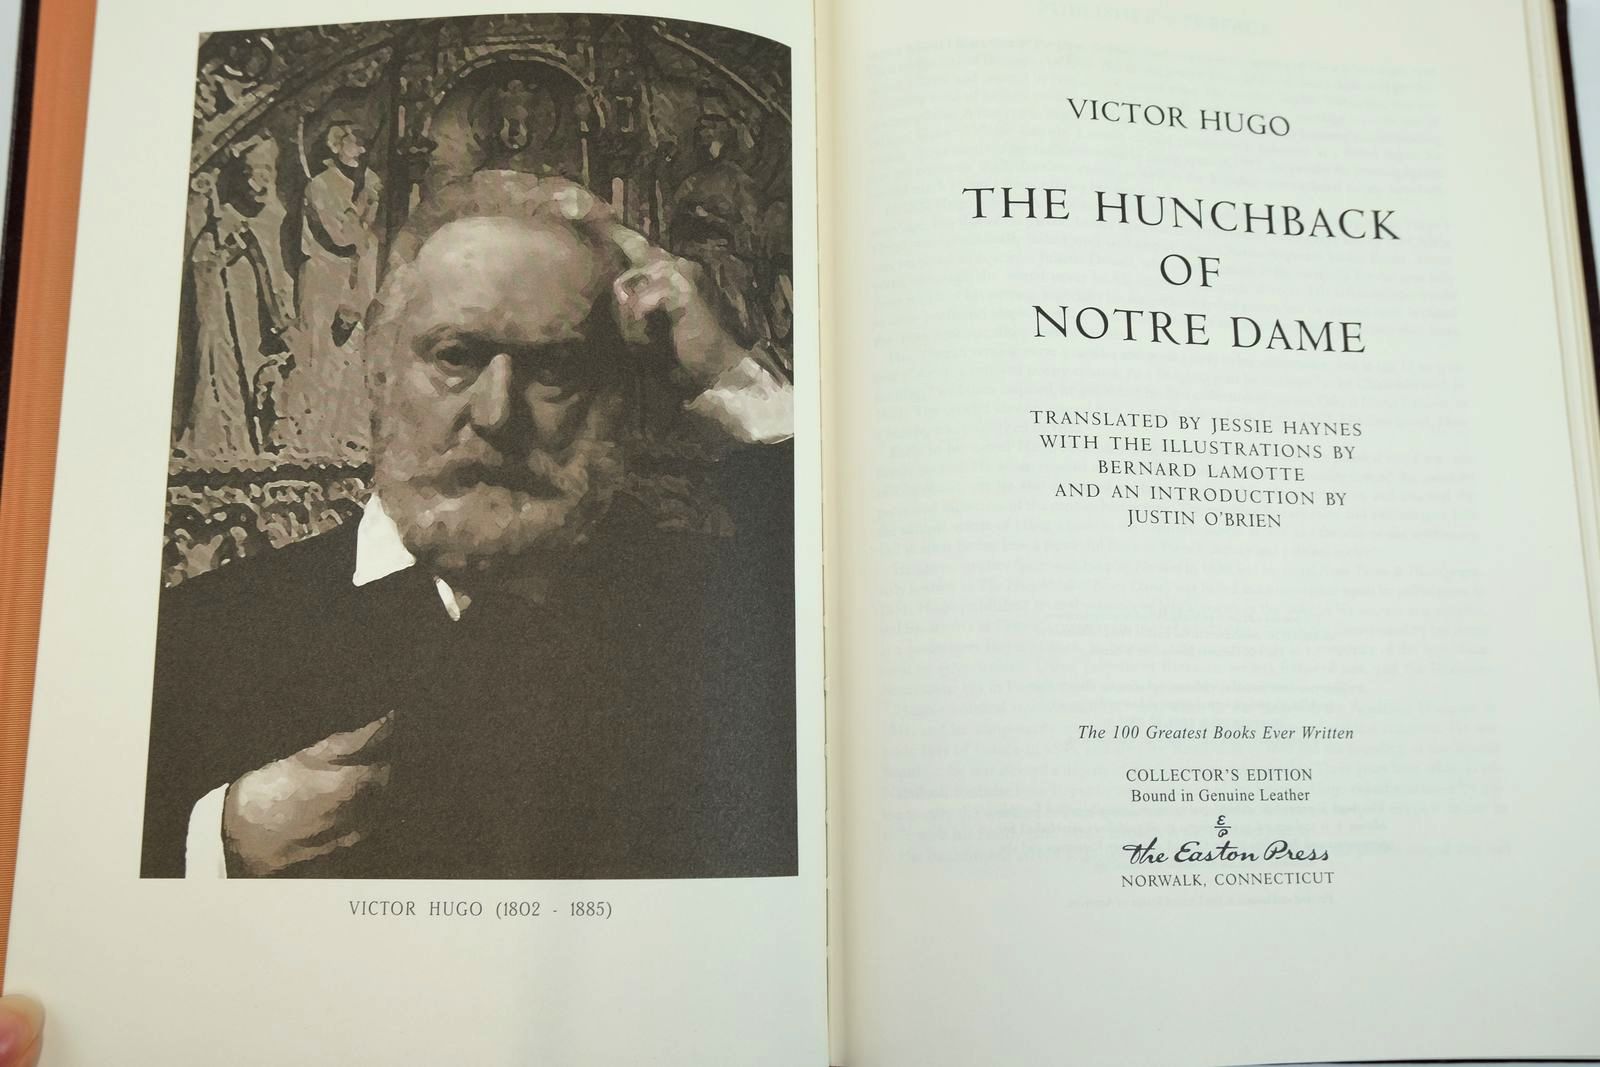 VICTOR HUGO (1802 - 1885)
VICTOR HUGO
THE HUNCHBACK
OF
NOTRE DAME
TRANSLATED BY JESSIE HAYNES
WITH THE ILLUSTRATIONS BY
BERNARD LAMOTTE
AND AN INTRODUCTION BY
JUSTIN O'BRIEN
The 100 Greatest Books Ever Written
COLLECTOR'S EDITION
Bound in Genuine Leather
E
P
The Easton Press
NORWALK, CONNECTICUT